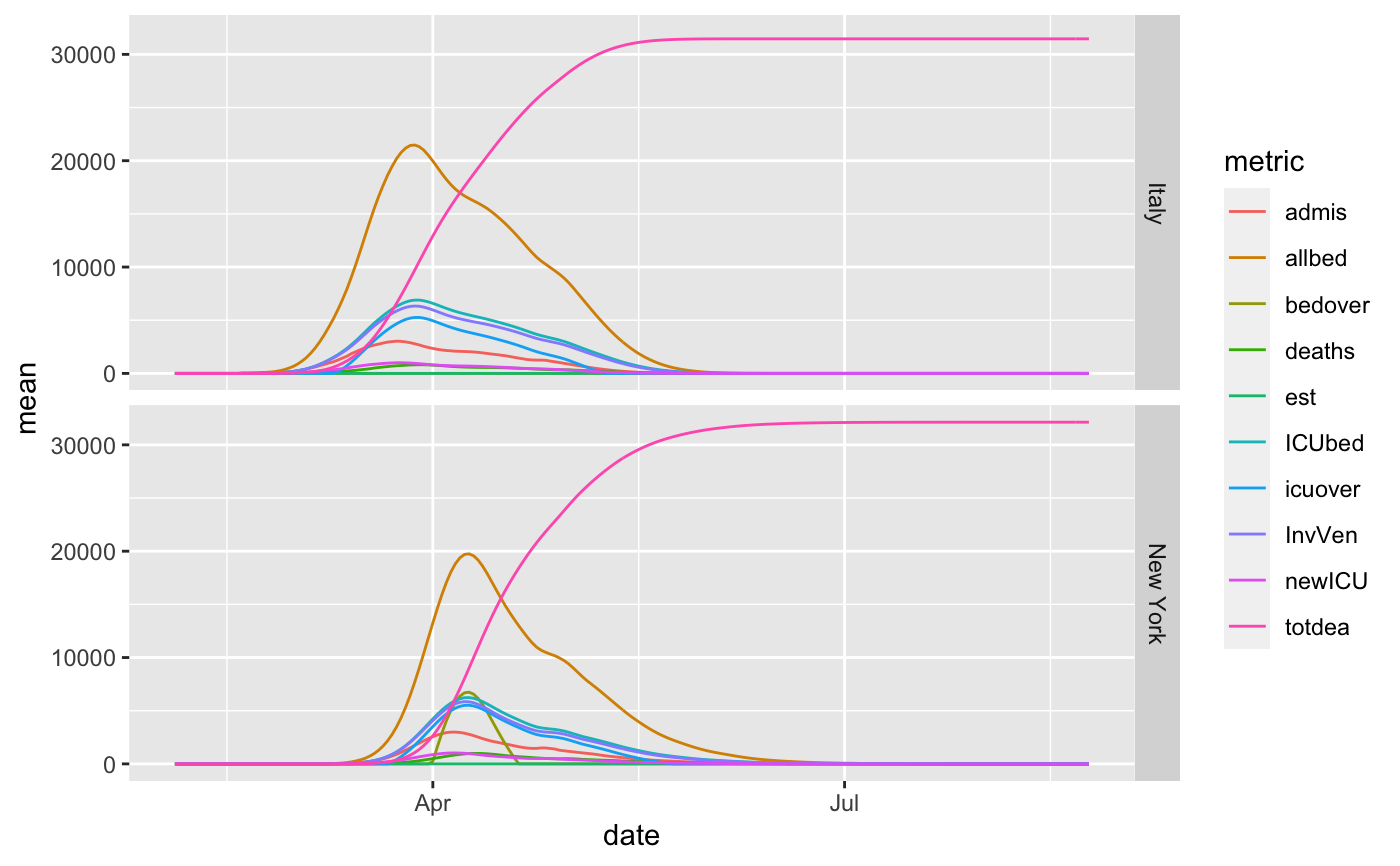 mean
30000
20000
10000
0
Italy
30000
20000
10000
0
New York
Apr
Jul
date
metric
admis
allbed
bedover
deaths
est
ICUbed
icuover
InvVen
newICU
totdea